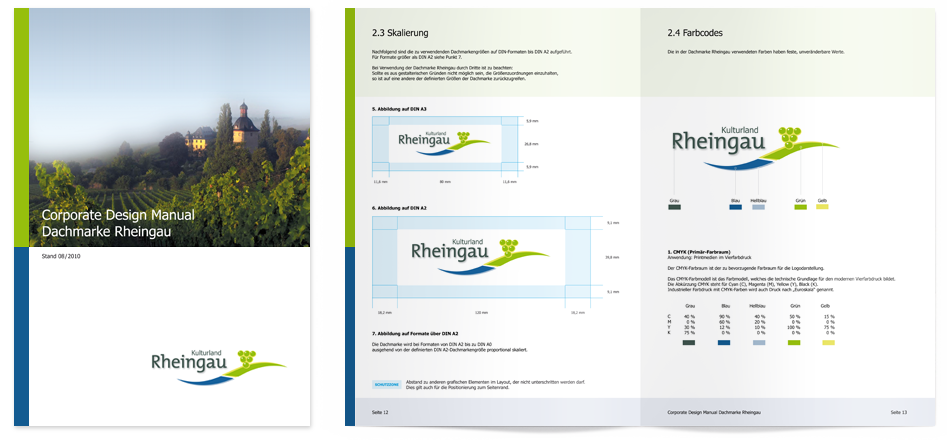 Corporate Design Manual
Dachmarke Rheingau
Stand 08/2010
Kulturland
Rheingau
2.3 Skalierung
Nachfolgend sind die zu verwendenden Dachmarkengrößen auf DIN-Formaten bis DIN A2 aufgeführt.
Für Formate größer als DIN A2 siehe Punkt 7.
Bei Verwendung der Dachmarke Rheingau durch Dritte ist zu beachten:
Sollte es aus gestalterischen Gründen nicht möglich sein, die Größenzuordnungen einzuhalten,
so ist auf eine andere der definierten Größen der Dachmarke zurückzugreifen.
5. Abbildung auf DIN A3
5,9 mm
Kulturland
Rheingau
5,9 mm
11,8 mm
80 mm
11,8 mm
6. Abbildung auf DIN A2
9,1 mm
Kulturland
Rheingau
9,1 mm
18,2 mm
120 mm
18,2 mm
7. Abbildung auf Formate über DIN A2
Die Dachmarke wird bei Formaten von DIN A2 bis zu DIN A0
ausgehend von der definierten DIN A2-Dachmarkengröße proportional skaliert.
SCHUTZZONE
Abstand zu anderen grafischen Elementen im Layout, der nicht unterschritten werden darf.
Dies gilt auch für die Positionierung zum Seitenrand.
Seite 12
2.4 Farbcodes
Die in der Dachmarke Rheingau verwendeten Farben haben feste, unveränderbare Werte.
Kulturland
Rheingau
Grau Blau Hellblau Grün Gelb
1. CMYK (Primär-Farbraum)
Anwendung: Printmedien im Vierfarbdruck
Der CMYK-Farbraum ist der zu bevorzugende Farbraum für die Logodarstellung.
Das CMYK-Farbmodell ist das Farbmodell, welches die technische Grundlage für den modernen Vierfarbdruck bildet.
Die Abkürzung CMYK steht für Cyan (C), Magenta (M), Yellow (Y), Black (K).
Industrieller Farbdruck mit CMYK-Farben wird auch Druck nach „Euroskala“ genannt.
Grau Blau Hellblau Grün Gelb
C 40 % 90 % 40 % 50 % 15 %
M 0 % 60 % 20 % 0 % 0 %
Y 30 % 12 % 10 % 100 % 75 %
K 75 % 0 % 0 % 0 % 0 %
Corporate Design Manual Dachmarke Rheingau
Seite 13